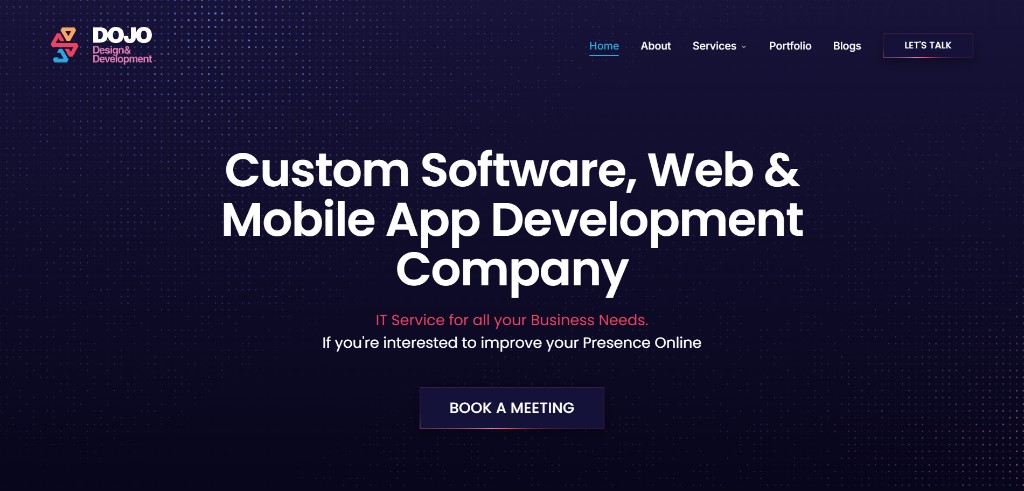 DOJO
Design&
Development
Home About Services Portfolio Blogs LET'S TALK
Custom Software, Web &
Mobile App Development
Company
IT Service for all your Business Needs.
If you're interested to improve your Presence Online
BOOK A MEETING